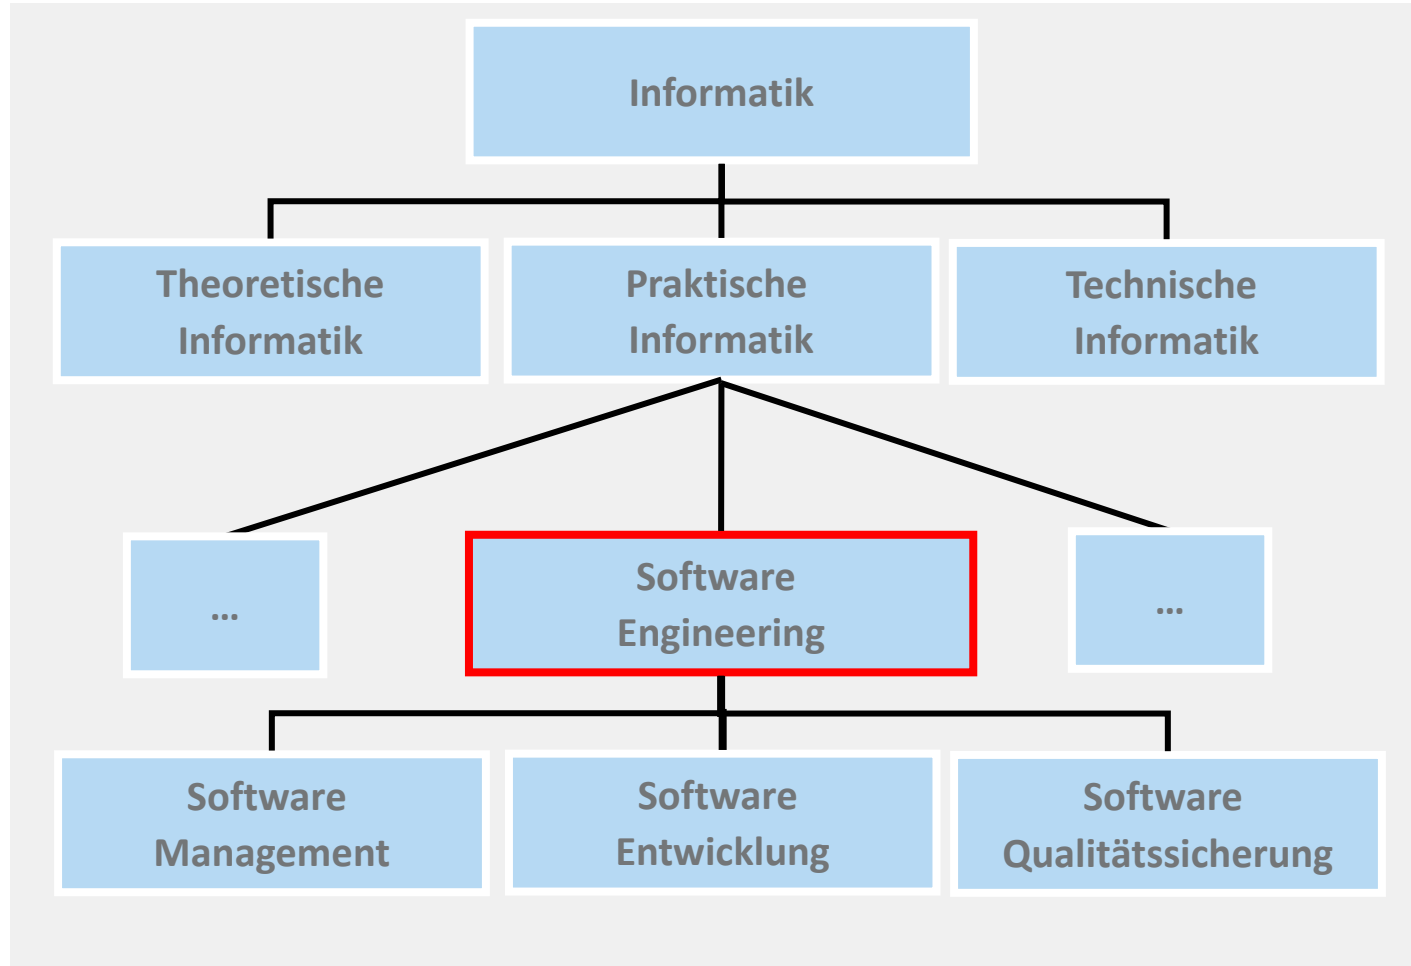 Informatik
Theoretische
Informatik
Praktische
Informatik
Technische
Informatik
...
Software
Engineering
...
Software
Management
Software
Entwicklung
Software
Qualitätssicherung